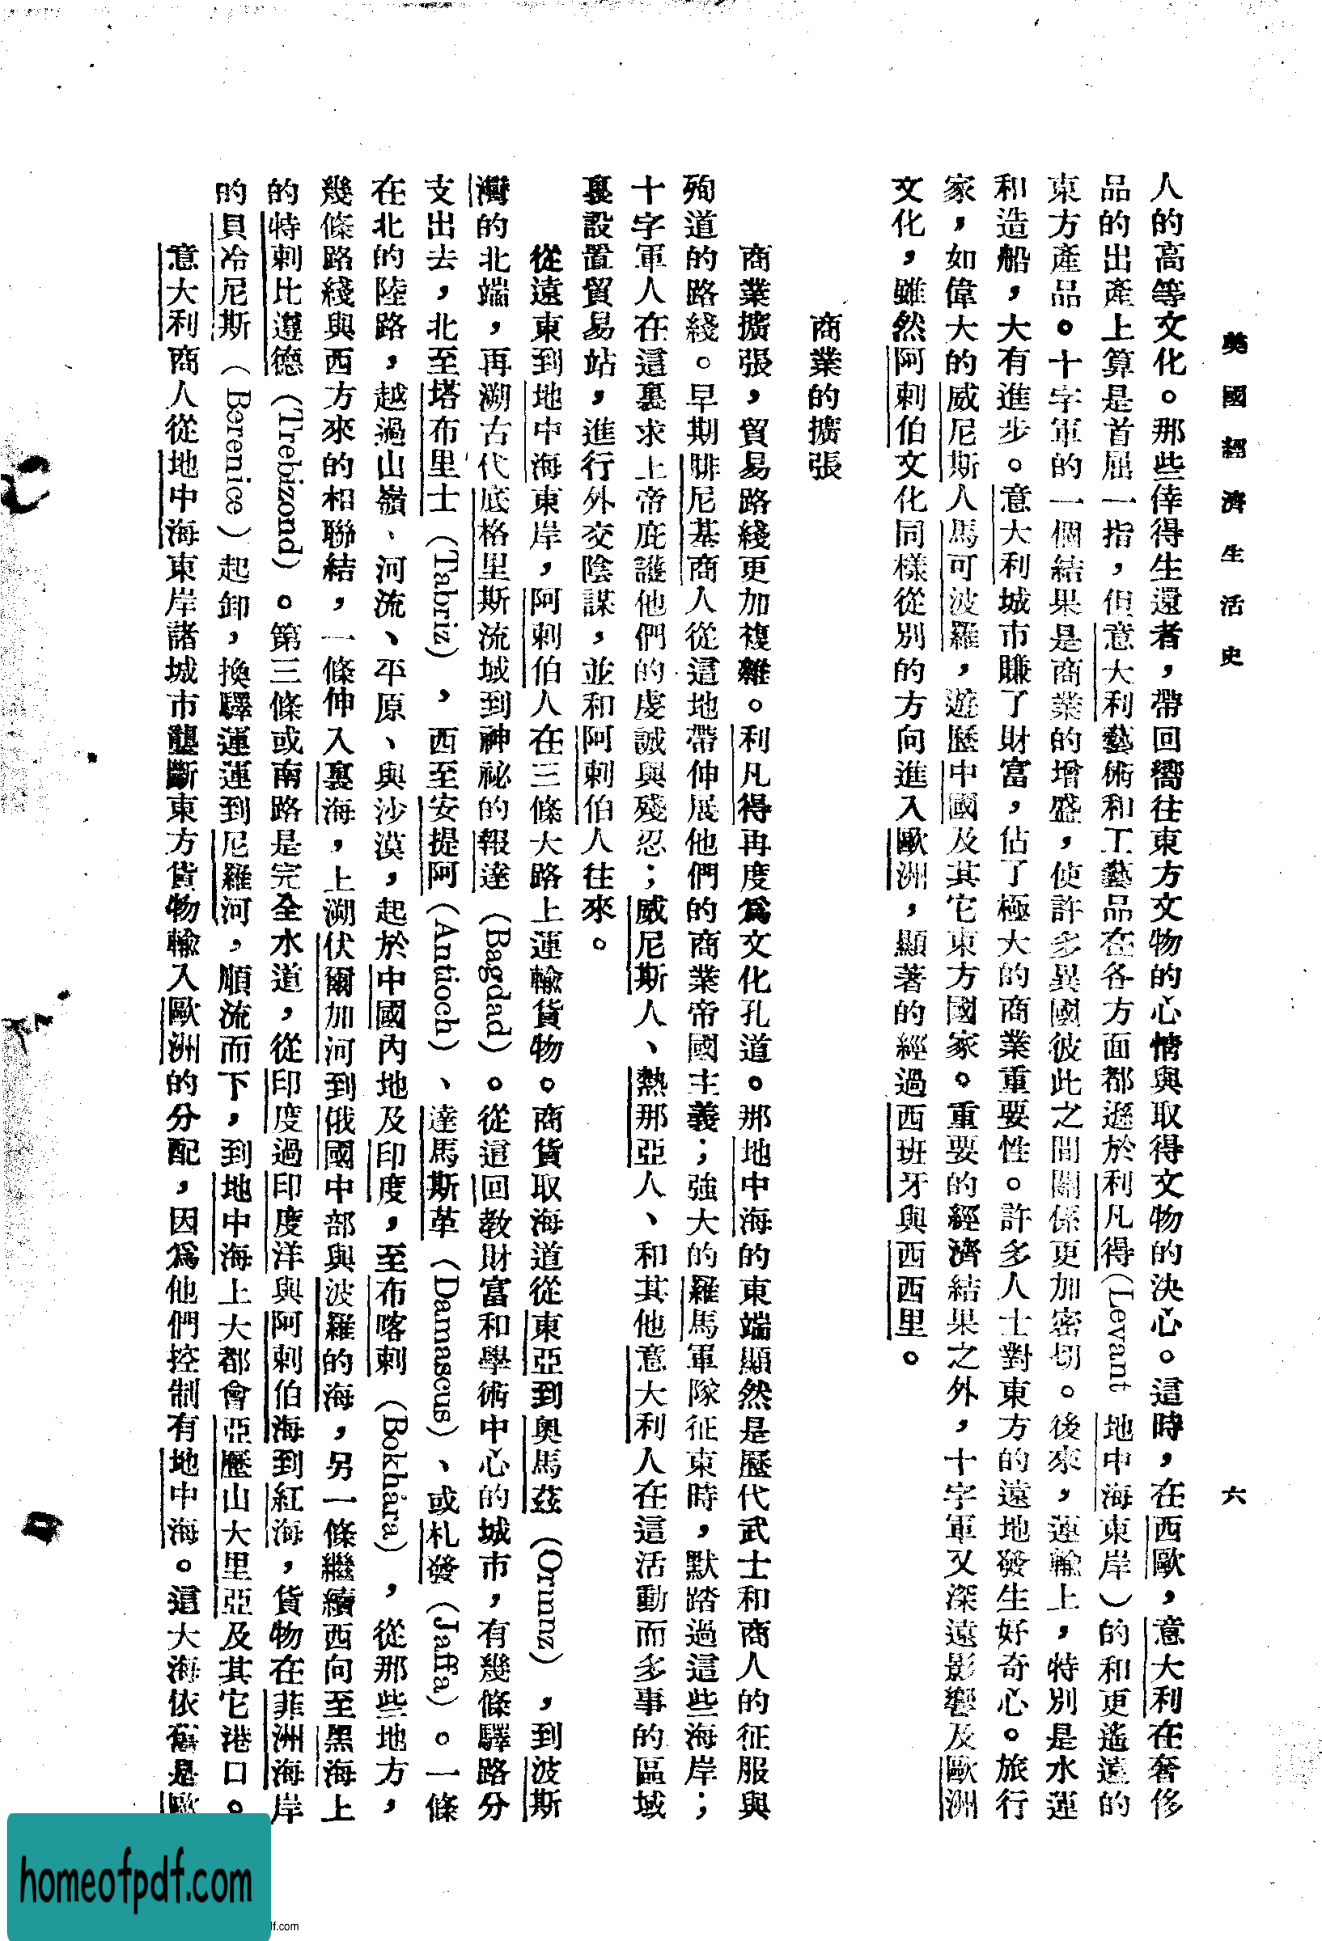 英國經濟生活史
六
人的高等文化。那些倖得生還者，帶回嚮往東方文物的心情與取得文物的決心。這時，在西歐，意大利在奢侈
品的出產上算是首屈一指，但意大利藝術和工藝品在各方面都遜於利凡得(Levant 地中海東岸)的和更遙遠的
東方產品。十字軍的一個結果是商業的增盛，使許多異國彼此之間關係更加密切。後來，運輸上，特別是水運
和造船，大有進步。意大利城市賺了財富，佔了極大的商業重要性。許多人士對東方的遠地發生好奇心。旅行
家，如偉大的威尼斯人馬可波羅，遊歷中國及其它東方國家。重要的經濟結果之外，十字軍又深遠影響及歐洲
文化，雖然阿剌伯文化同樣從別的方向進入歐洲，顯著的經過西班牙與西西里。
商業的擴張
商業擴張，貿易路綫更加複雜。利凡得再度爲文化孔道。那地中海的東端顯然是歷代武士和商人的征服與
殉道的路綫。早期腓尼基商人從這地帶伸展他們的商業帝國主義；強大的羅馬軍隊征東時，默踏過這些海岸；
十字軍人在這裏求上帝庇護他們的虔誠與殘忍；威尼斯人、熱那亞人、和其他意大利人在這活動而多事的區域
裏設置貿易站，進行外交陰謀，並和阿剌伯人往來。
從遠東到地中海東岸，阿剌伯人在三條大路上運輸貨物。商貨取海道從東亞到奧馬茲（Ormnz），到波斯
灣的北端，再溯古代底格里斯流城到神祕的報達（Bagdad）。從這回教財富和學術中心的城市，有幾條驛路分
支出去，北至塔布里士（Tabriz），西至安提阿（Antioch）、達馬斯革（Damascus）、或札發（Jaffa）。一條
在北的陸路，越過山嶺、河流、平原、與沙漠，起於中國內地及印度，至布喀剌（Bokhara），從那些地方，
幾條路綫與西方來的相聯結，一條伸入裏海，上溯伏爾加河到俄國中部與波羅的海，另一條繼續西向至黑海上
的特剌比遵德（Trebizond）。第三條或南路是完全水道，從印度過印度洋與阿剌伯海到紅海，貨物在菲洲海岸
的貝冷尼斯（Berenice）起卸，換驛運運到尼羅河，順流而下，到地中海上大都會亞歷山大里亞及其它港口。
意大利商人從地中海東岸諸城市壟斷東方貨物輸入歐洲的分配，因爲他們控制有地中海。這大海依舊是歐
homeofpdf.com
lf.com